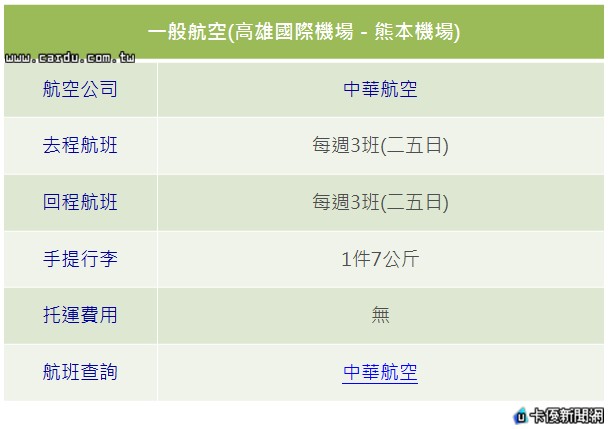 一般航空(高雄國際機場 - 熊本機場)
www.cardu.com.tw
航空公司 中華航空
去程航班 每週3班(二五日)
回程航班 每週3班(二五日)
手提行李 1件7公斤
托運費用 無
航班查詢 中華航空
卡優新聞網